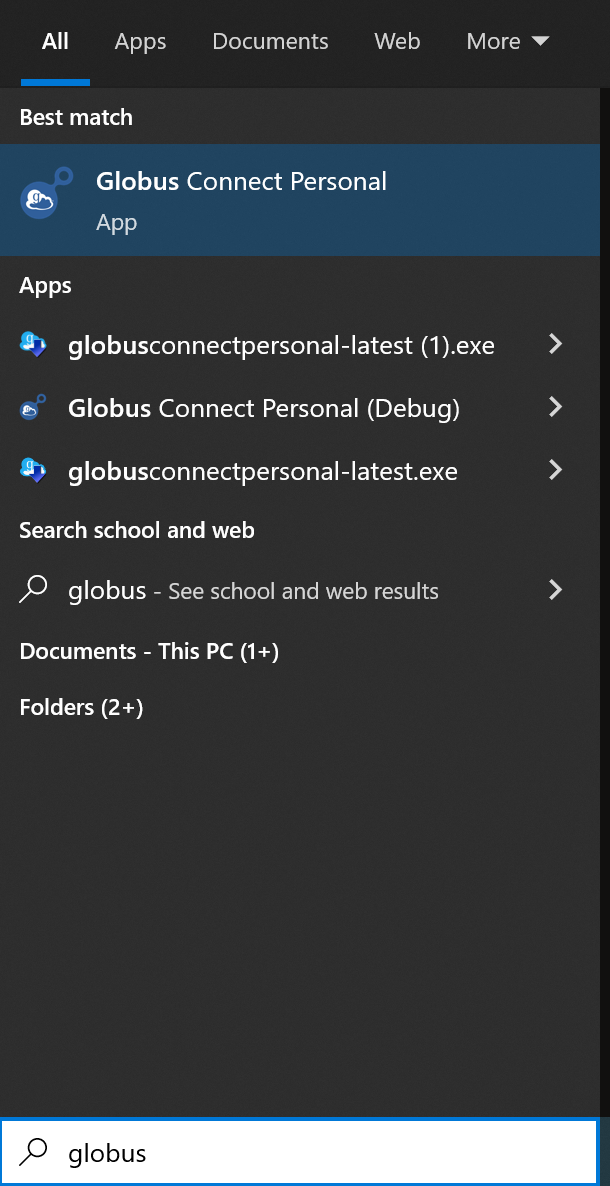 All Apps Documents Web More
Best match
Globus Connect Personal
App
Apps
globusconnectpersonal-latest (1).exe
Globus Connect Personal (Debug)
globusconnectpersonal-latest.exe
Search school and web
globus - See school and web results
Documents - This PC (1+)
Folders (2+)
globus